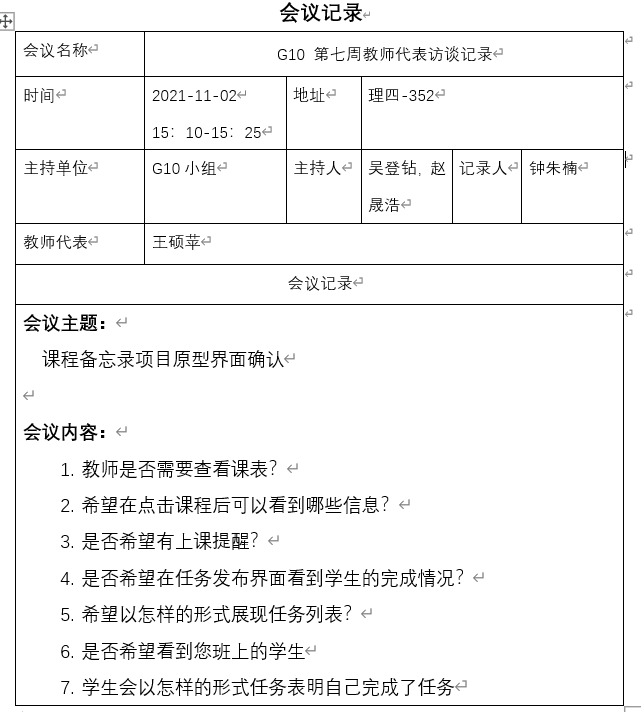 会议记录
会议名称 G10 第七周教师代表访谈记录
时间 2021-11-02 地址 理四-352
15：10-15：25
主持单位 G10 小组 主持人 吴登钻, 赵 记录人 钟朱楠
晟浩
教师代表 王硕苹
会议记录
会议主题：
课程备忘录项目原型界面确认
会议内容：
1. 教师是否需要查看课表？
2. 希望在点击课程后可以看到哪些信息？
3. 是否希望有上课提醒？
4. 是否希望在任务发布界面看到学生的完成情况？
5. 希望以怎样的形式展现任务列表？
6. 是否希望看到您班上的学生
7. 学生会以怎样的形式任务表明自己完成了任务